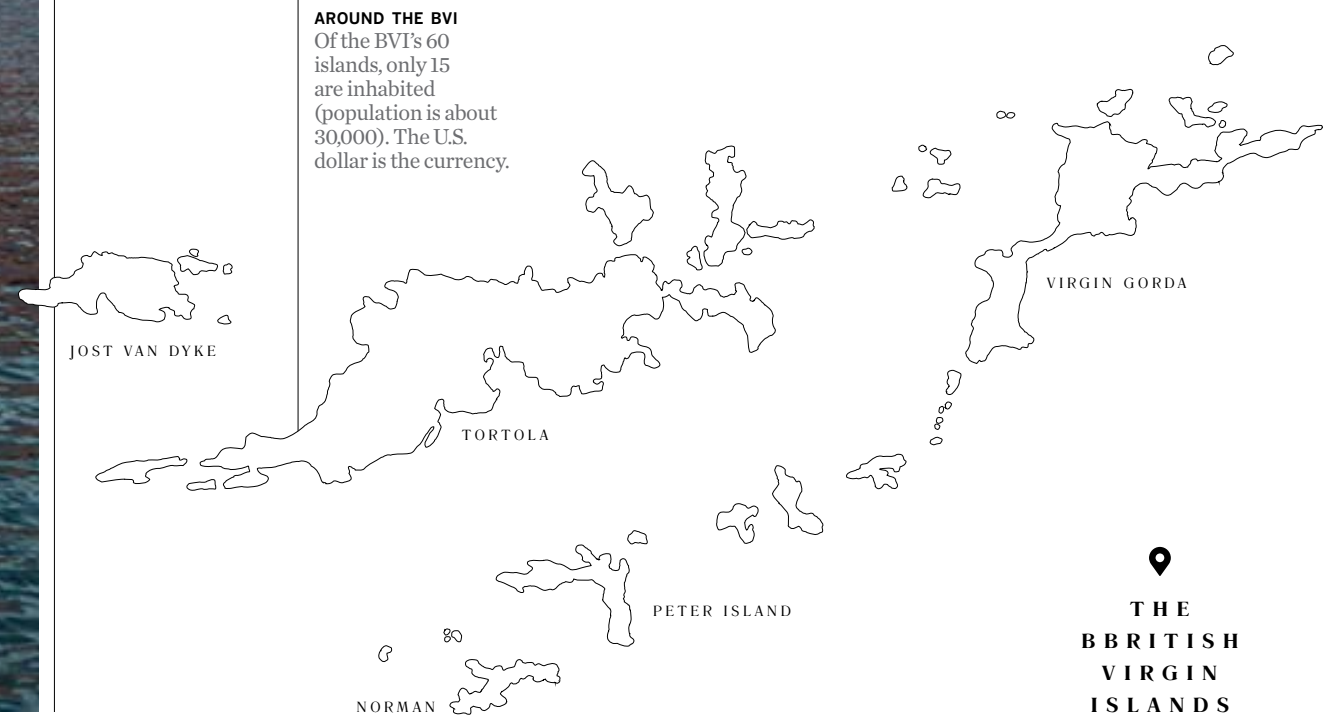 AROUND THE BVI
Of the BVI's 60
islands, only 15
are inhabited
(population is about
30,000). The U.S.
dollar is the currency.
VIRGIN GORDA
JOST VAN DYKE
TORTOLA
PETER ISLAND
NORMAN
THE
BBRITISH
VIRGIN
ISLANDS